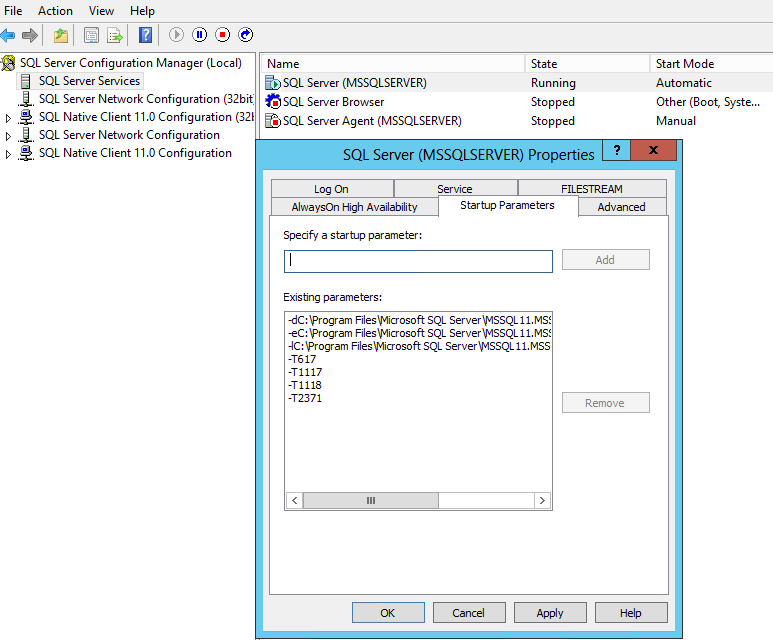 File Action View Help
SQL Server Configuration Manager (Local)
SQL Server Services
SQL Server Network Configuration (32bit
SQL Native Client 11.0 Configuration (32l
SQL Server Network Configuration
SQL Native Client 11.0 Configuration
Name State Start Mode
SQL Server (MSSQLSERVER) Running Automatic
SQL Server Browser Stopped Other (Boot, Syste...
SQL Server Agent (MSSQLSERVER) Stopped Manual
SQL Server (MSSQLSERVER) Properties ? x
Log On Service FILESTREAM
AlwaysOn High Availability Startup Parameters Advanced
Specify a startup parameter:
Add
Existing parameters:
-dC:\Program Files\Microsoft SQL Server\MSSQL11.MSS
-eC:\Program Files\Microsoft SQL Server\MSSQL11.MSS
-lC:\Program Files\Microsoft SQL Server\MSSQL11.MSS
-T617
-T1117
-T1118
-T2371
Remove
OK Cancel Apply Help